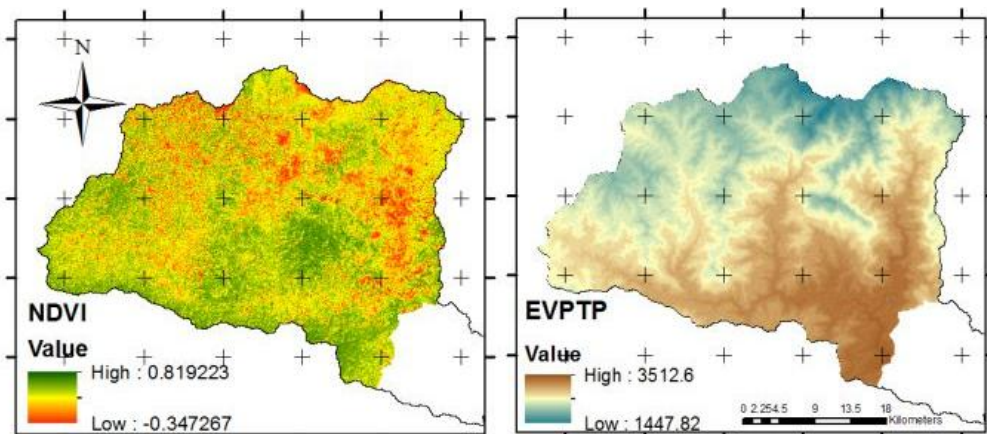 N
NDVI
Value
High : 0.819223
Low : -0.347267
EVPTP
Value
High : 3512.6
Low : 1447.82
0 2.254.5 9 13.5 18
Kilometers